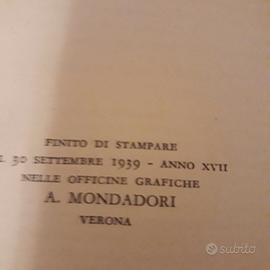 FINITO DI STAMPARE
L 30 SETTEMBRE 1939 - ANNO XVII
NELLE OFFICINE GRAFICHE
A. MONDADORI
VERONA
subito